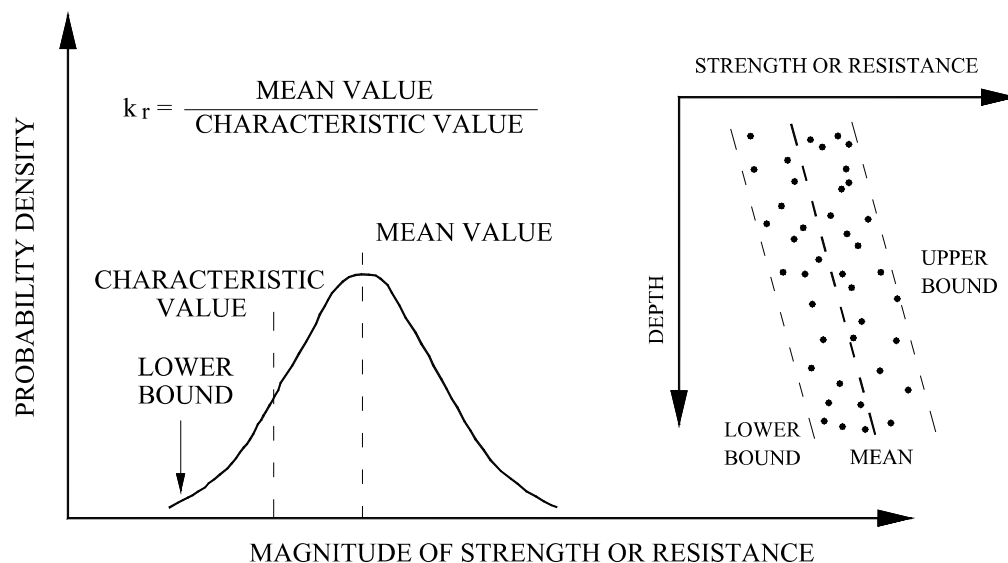 PROBABILITY DENSITY
k r = MEAN VALUE
CHARACTERISTIC VALUE
MEAN VALUE
CHARACTERISTIC
VALUE
LOWER
BOUND
MAGNITUDE OF STRENGTH OR RESISTANCE
STRENGTH OR RESISTANCE
DEPTH
UPPER
BOUND
LOWER
BOUND
MEAN